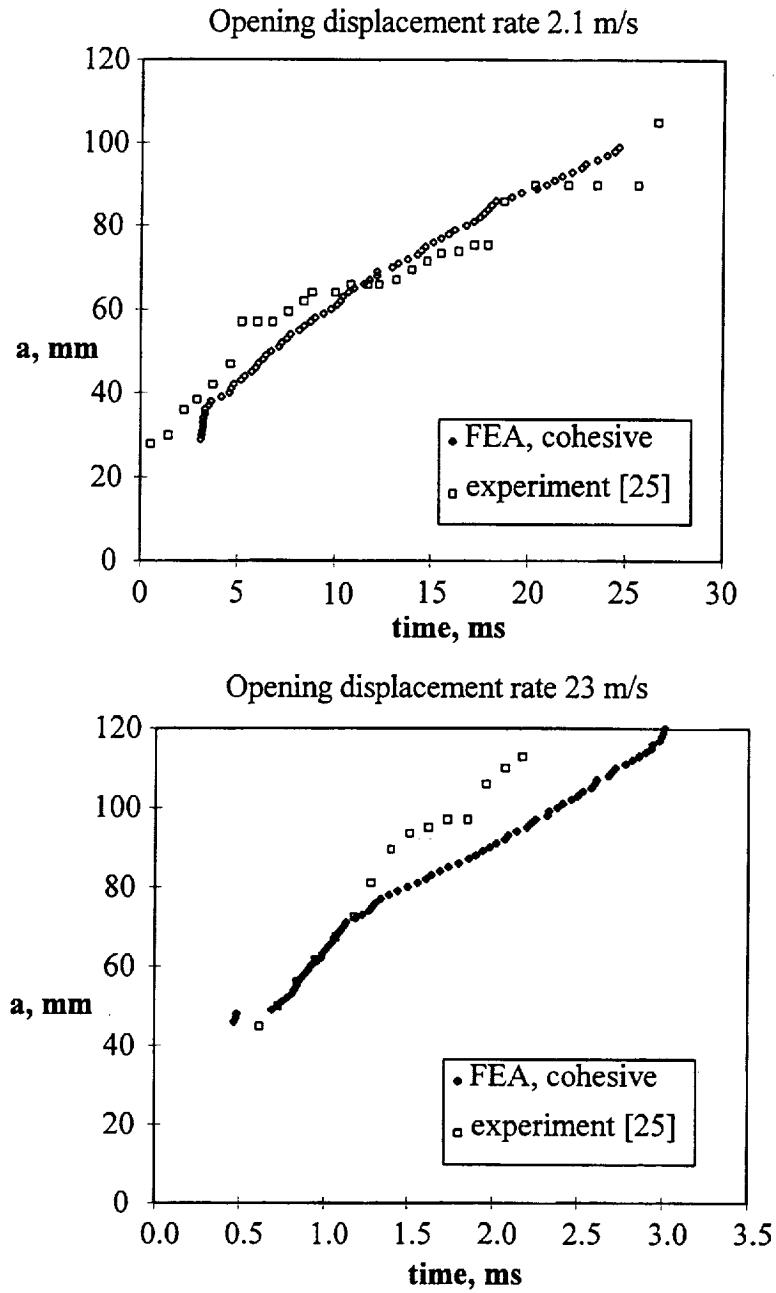 Opening displacement rate 2.1 m/s
120
100
80
60
40
20
0
a, mm
FEA, cohesive
experiment [25]
0 5 10 15 20 25 30
time, ms
Opening displacement rate 23 m/s
120
100
80
60
40
20
0
a, mm
FEA, cohesive
experiment [25]
0.0 0.5 1.0 1.5 2.0 2.5 3.0 3.5
time, ms